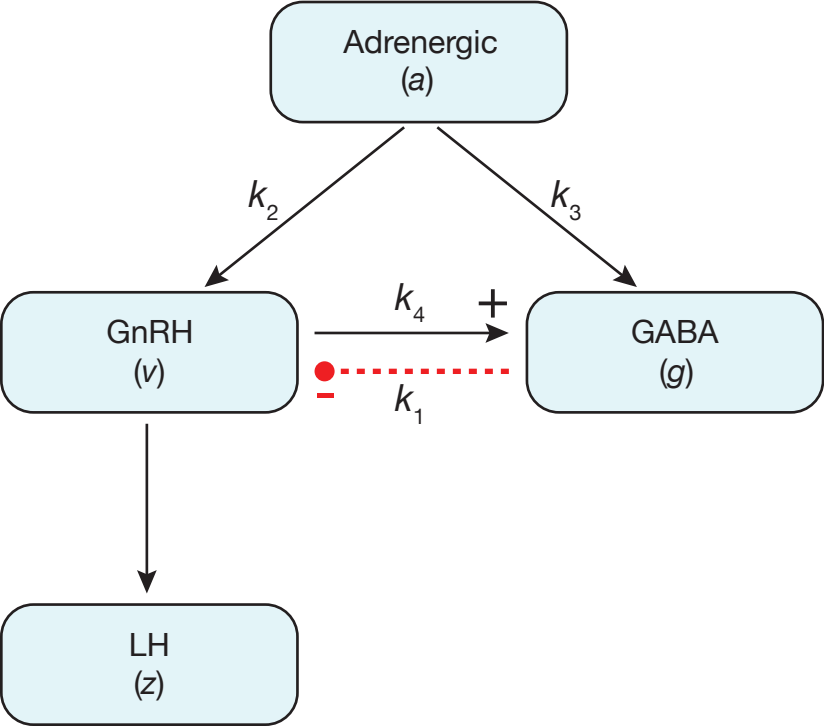 Adrenergic
(a)
k2
k3
GnRH
(v)
k4
+
GABA
(g)
-
k1
LH
(z)